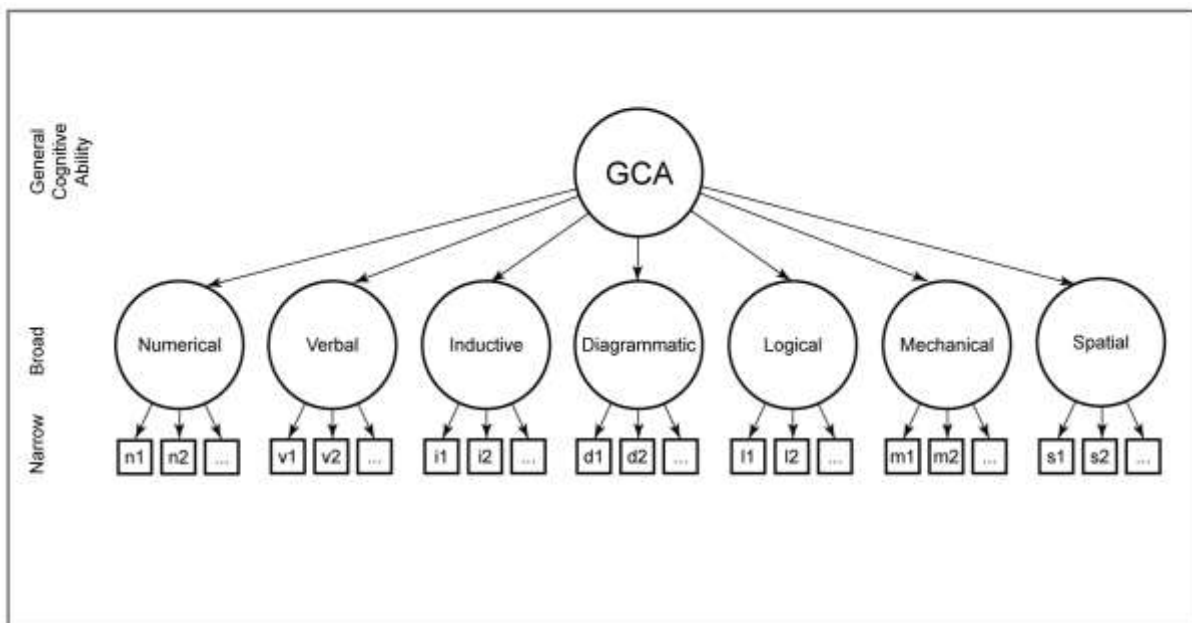 General
Cognitive
Ability
GCA
Broad
Numerical Verbal Inductive Diagrammatic Logical Mechanical Spatial
Narrow
n1 n2 ... v1 v2 ... i1 i2 ... d1 d2 ... l1 l2 ... m1 m2 ... s1 s2 ...